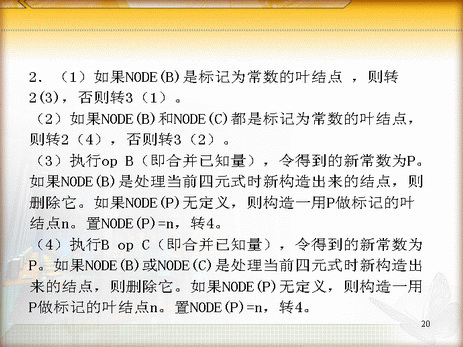 2. （1）如果NODE(B)是标记为常数的叶结点 ，则转
2(3)，否则转3（1）。
（2）如果NODE(B)和NODE(C)都是标记为常数的叶结点，
则转2（4），否则转3（2）。
（3）执行op B（即合并已知量），令得到的新常数为P。
如果NODE(B)是处理当前四元式时新构造出来的结点，则
删除它。如果NODE(P)无定义，则构造一用P做标记的叶
结点n。置NODE(P)=n，转4。
（4）执行B op C（即合并已知量），令得到的新常数为
P。如果NODE(B)或NODE(C)是处理当前四元式时新构造出
来的结点，则删除它。如果NODE(P)无定义，则构造一用
P做标记的叶结点n。置NODE(P)=n，转4。
20